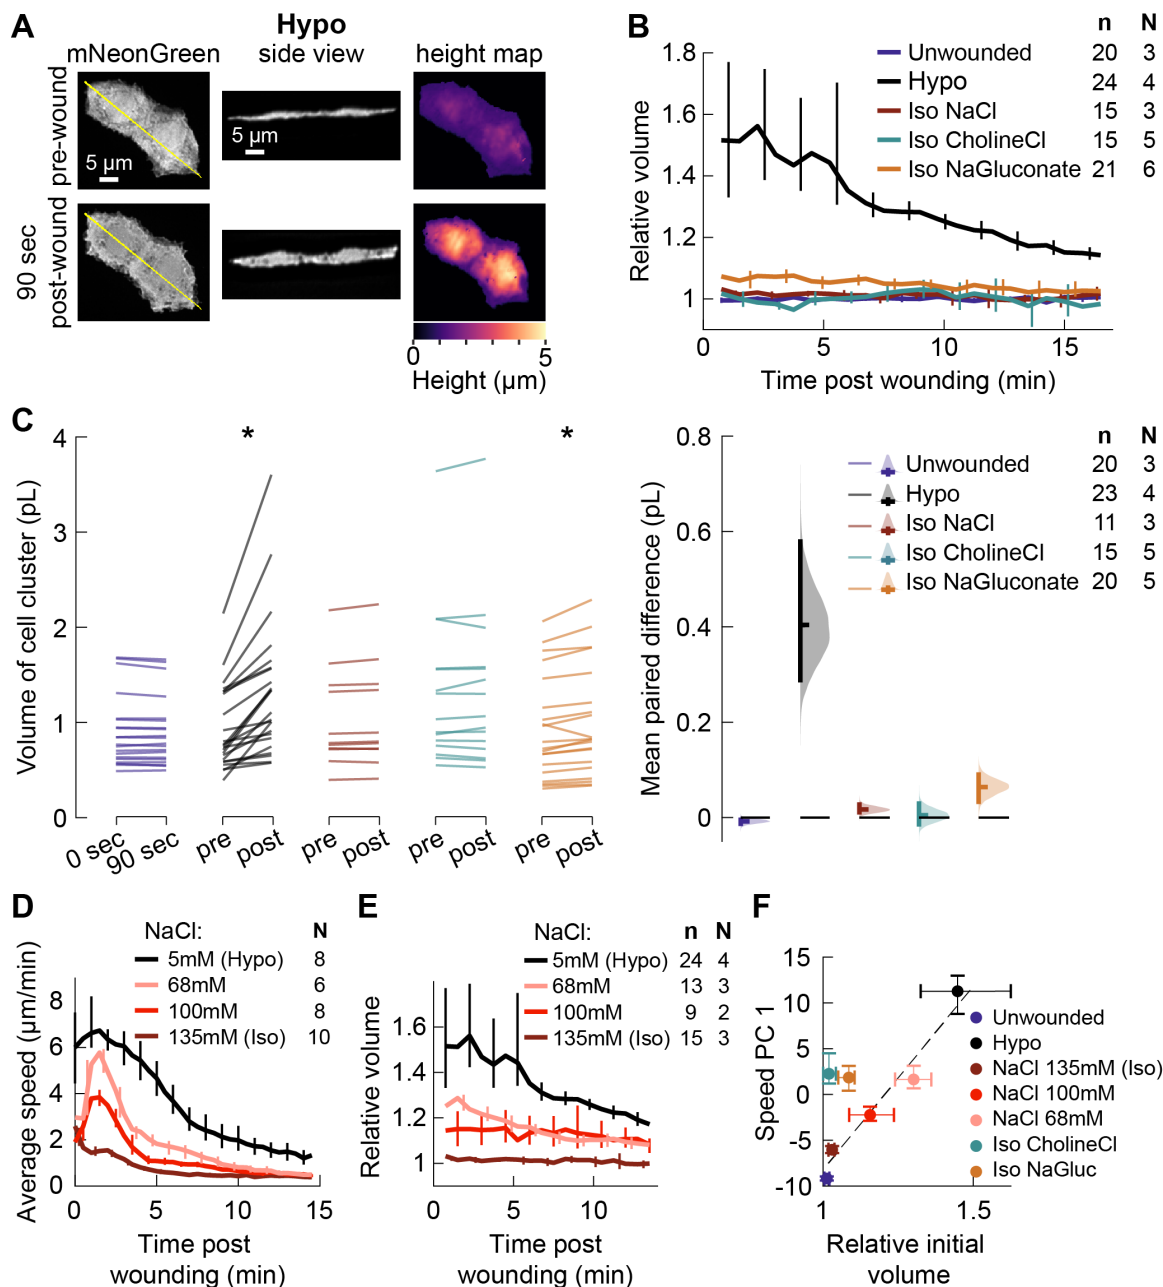 A
Hypo
mNeonGreen
side view
height map
pre-wound
5 µm
5 µm
90 sec
post-wound
0
5
Height (µm)
B
n
N
Unwounded 20 3
Hypo 24 4
Iso NaCl 15 3
Iso CholineCl 15 5
Iso NaGluconate 21 6
Relative volume
1.8
1.6
1.4
1.2
1
0 5 10 15
Time post wounding (min)
C
Volume of cell cluster (pL)
4
3
2
1
0
*
*
0 sec 90 sec pre post pre post pre post pre post
Mean paired difference (pL)
0.8
0.6
0.4
0.2
0
n N
Unwounded 20 3
Hypo 23 4
Iso NaCl 11 3
Iso CholineCl 15 5
Iso NaGluconate 20 5
D
NaCl: N
5mM (Hypo) 8
68mM 6
100mM 8
135mM (Iso) 10
Average speed (µm/min)
8
6
4
2
0
0 5 10 15
Time post
wounding (min)
E
NaCl: n N
5mM (Hypo) 24 4
68mM 13 3
100mM 9 2
135mM (Iso) 15 3
Relative volume
1.6
1.4
1.2
1
0 5 10
Time post
wounding (min)
F
Speed PC 1
15
10
5
0
-5
-10
1 1.5
Relative initial
volume
Unwounded
Hypo
NaCl 135mM (Iso)
NaCl 100mM
NaCl 68mM
Iso CholineCl
Iso NaGluc